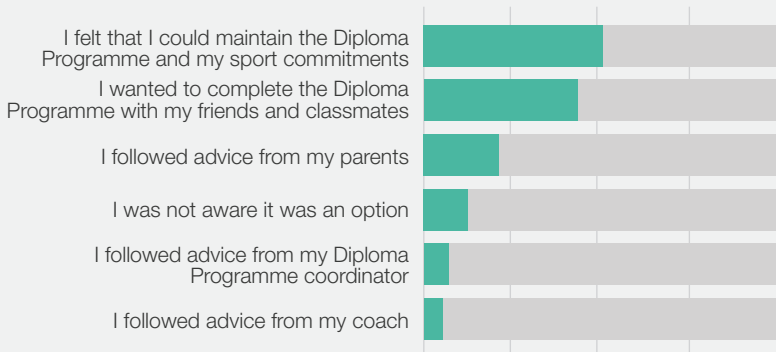 I felt that I could maintain the Diploma
Programme and my sport commitments
I wanted to complete the Diploma
Programme with my friends and classmates
I followed advice from my parents
I was not aware it was an option
I followed advice from my Diploma
Programme coordinator
I followed advice from my coach